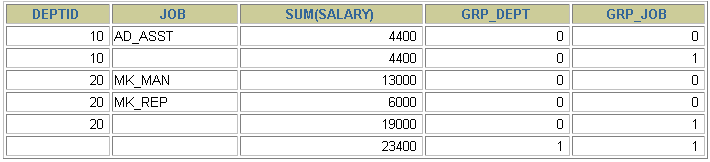 DEPTID JOB SUM(SALARY) GRP_DEPT GRP_JOB
10 AD_ASST 4400 0 0
10 4400 0 1
20 MK_MAN 13000 0 0
20 MK_REP 6000 0 0
20 19000 0 1
23400 1 1